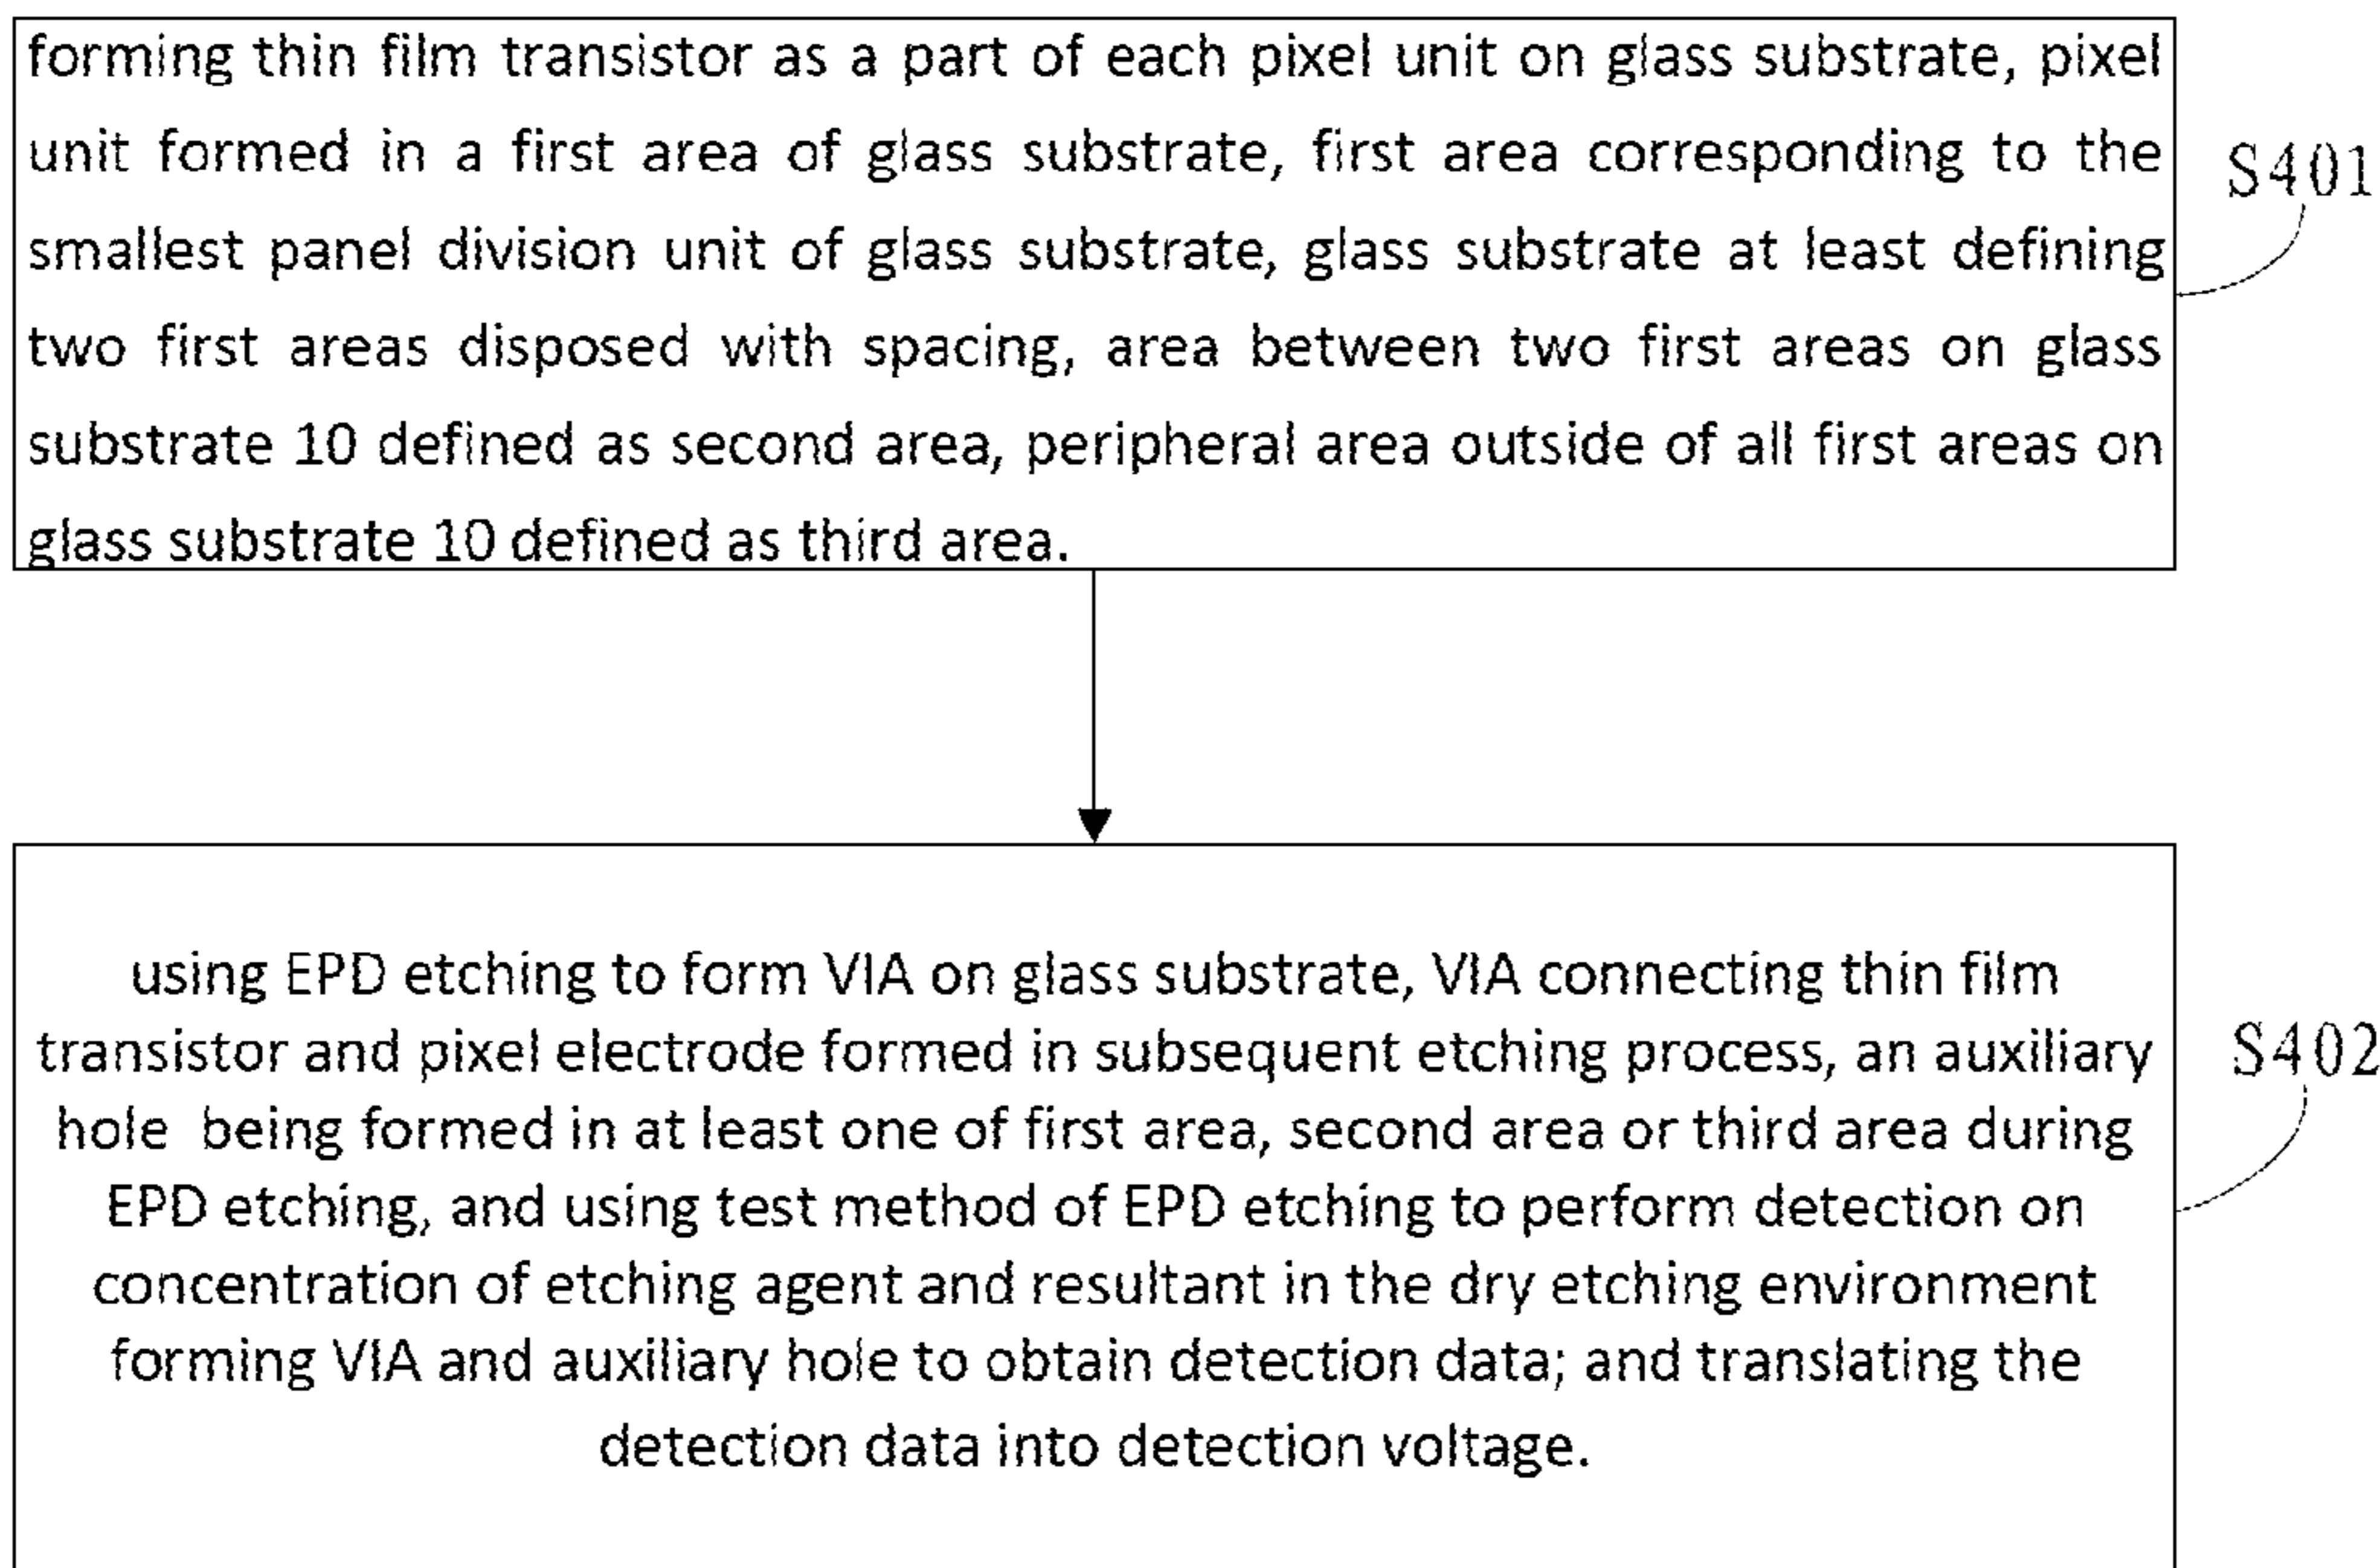 forming thin film transistor as a part of each pixel unit on glass substrate, pixel
unit formed in a first area of glass substrate, first area corresponding to the
smallest panel division unit of glass substrate, glass substrate at least defining
two first areas disposed with spacing, area between two first areas on glass
substrate 10 defined as second area, peripheral area outside of all first areas on
glass substrate 10 defined as third area.
S401
using EPD etching to form VIA on glass substrate, VIA connecting thin film
transistor and pixel electrode formed in subsequent etching process, an auxiliary
hole being formed in at least one of first area, second area or third area during
EPD etching, and using test method of EPD etching to perform detection on
concentration of etching agent and resultant in the dry etching environment
forming VIA and auxiliary hole to obtain detection data; and translating the
detection data into detection voltage.
S402